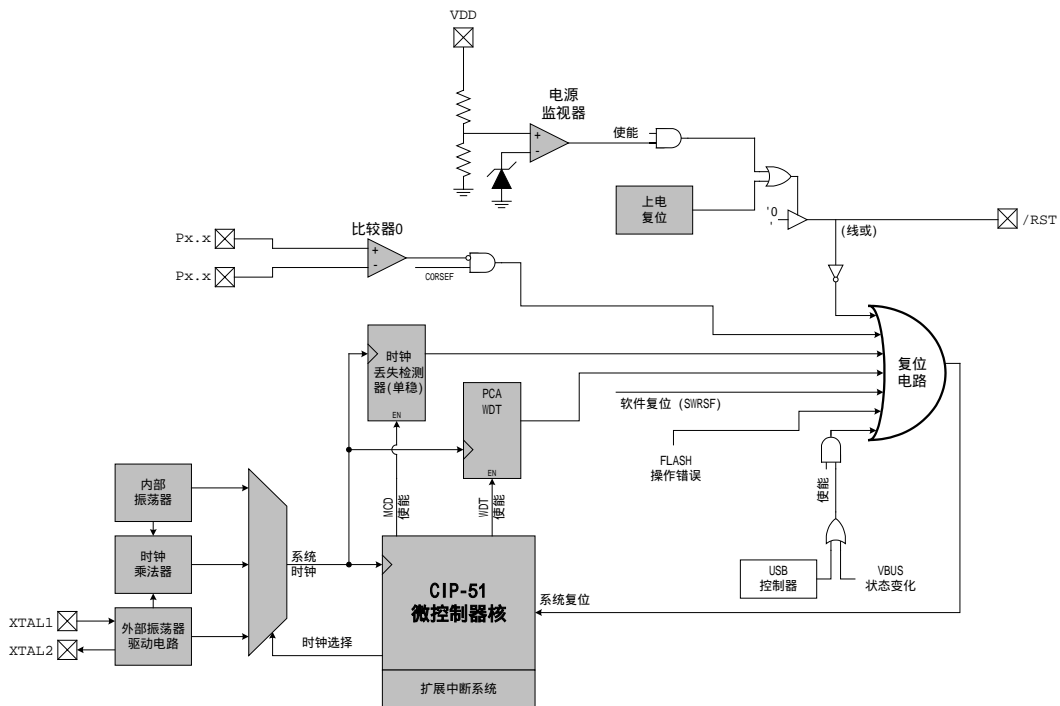 VDD
电源
监视器
+
-
使能
上电
复位
'0
'
/RST
(线或)
比较器0
Px.x
Px.x
+
-
CORSEF
时钟
丢失检测
器(单稳)
EN
PCA
WDT
EN
复位
电路
软件复位 (SWRSF)
FLASH
操作错误
使能
USB
控制器
VBUS
状态变化
内部
振荡器
时钟
乘法器
外部振荡器
驱动电路
XTAL1
XTAL2
系统
时钟
MCD
使能
WDT
使能
CIP-51
微控制器核
系统复位
时钟选择
扩展中断系统